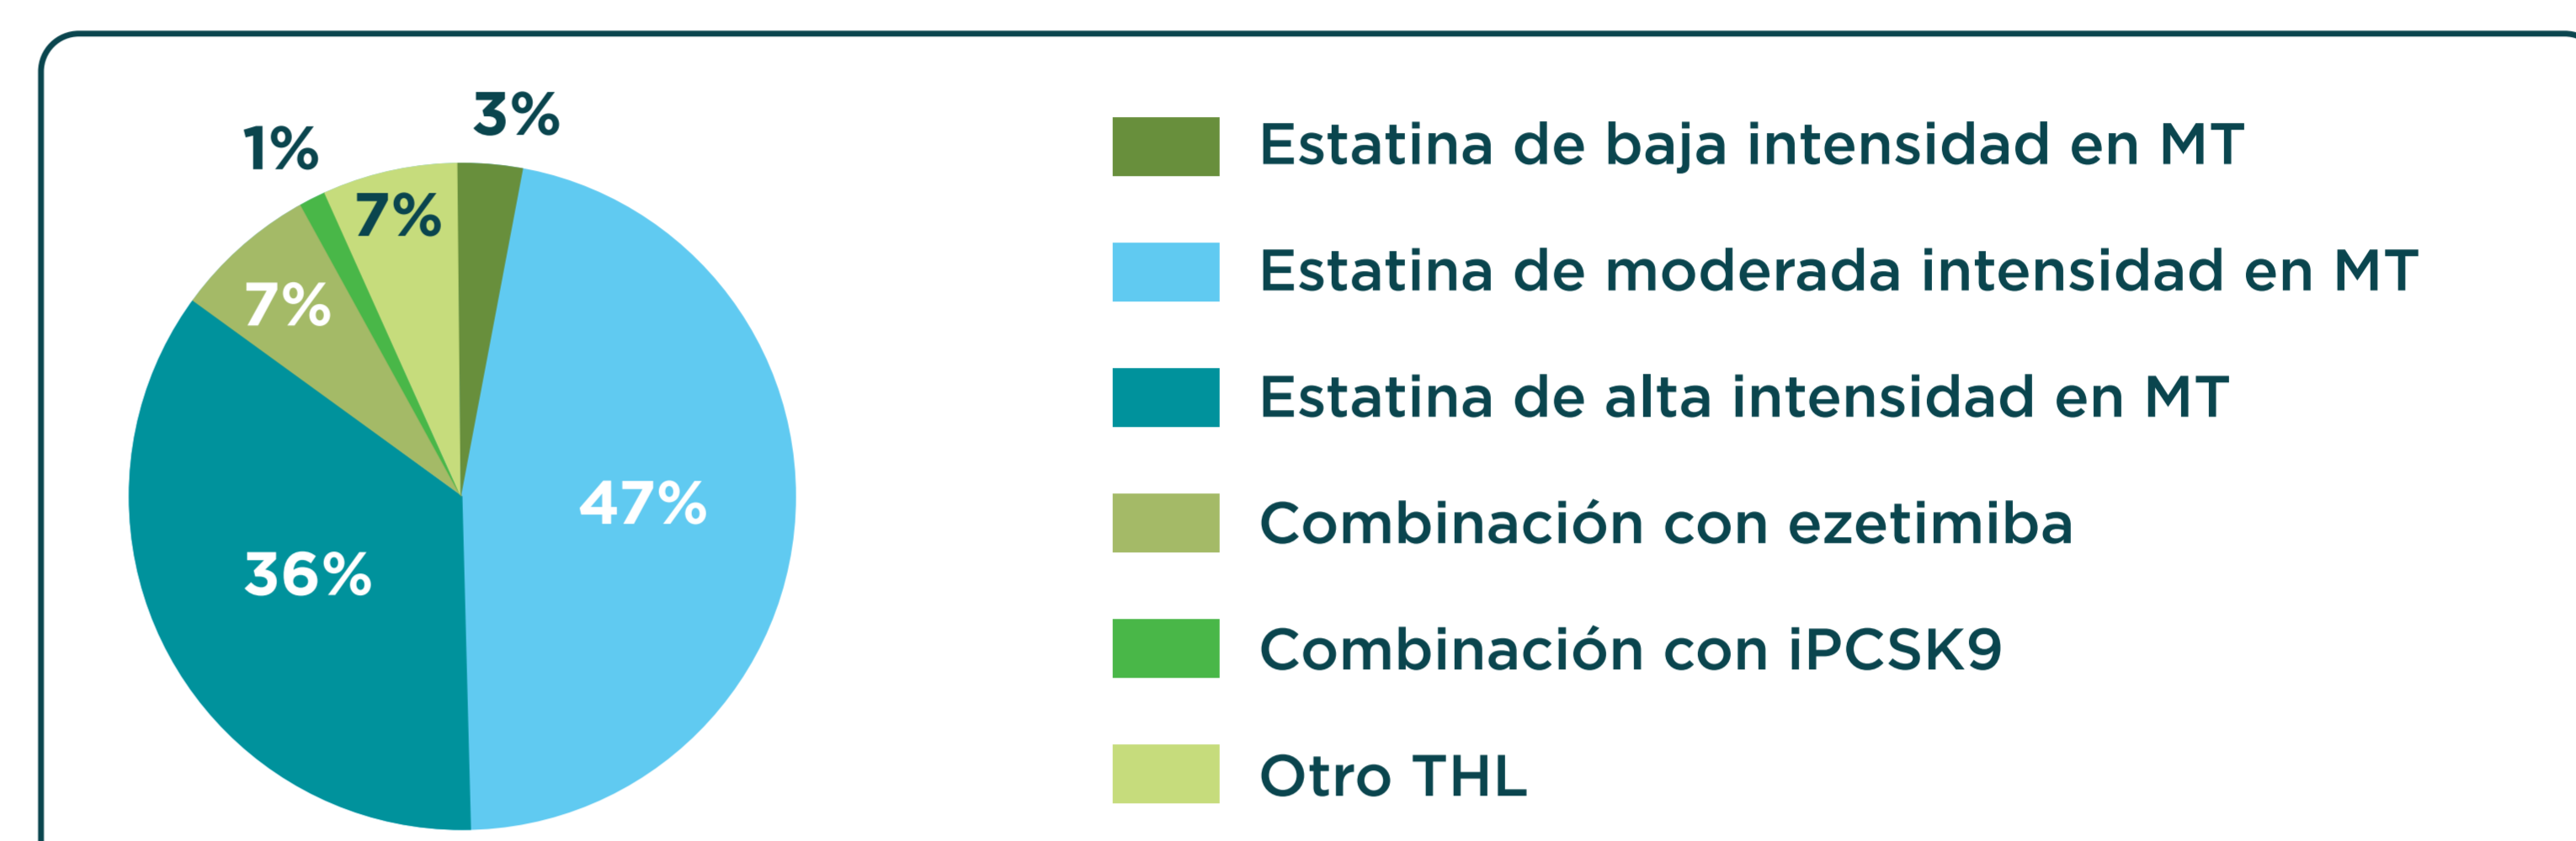 3%
1%
7%
7%
47%
36%
Estatina de baja intensidad en MT
Estatina de moderada intensidad en MT
Estatina de alta intensidad en MT
Combinación con ezetimiba
Combinación con iPCSK9
Otro THL